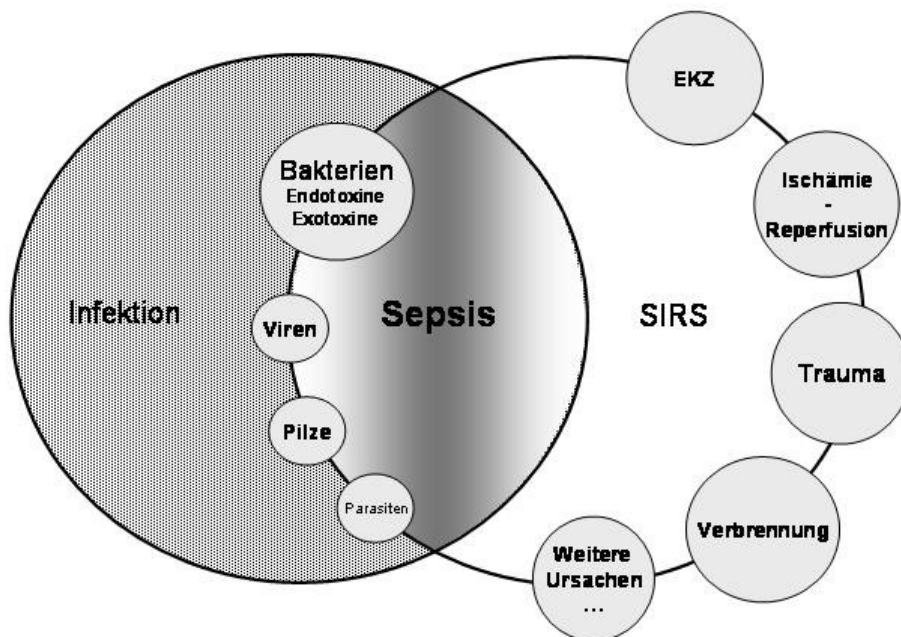 EKZ
Bakterien
Endotoxine
Exotoxine
Ischämie
-
Reperfusion
Infektion
Viren
Sepsis
SIRS
Trauma
Pilze
Parasiten
Verbrennung
Weitere
Ursachen
...